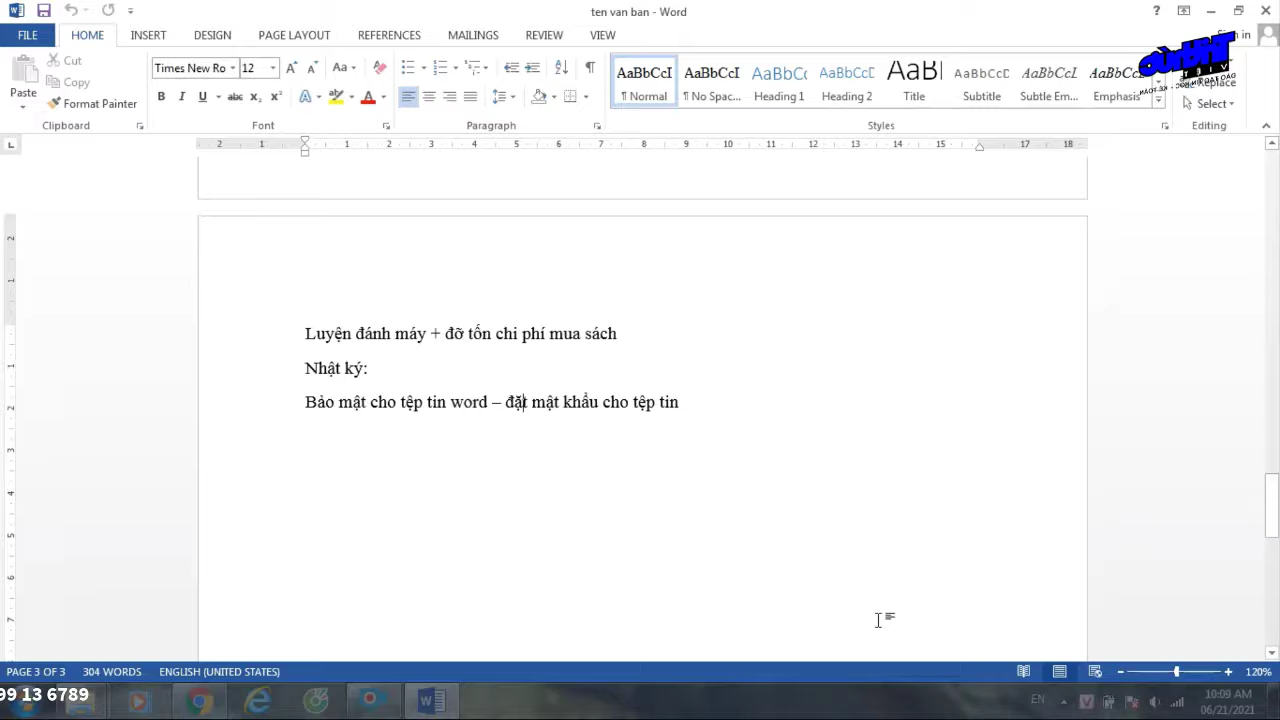 ten van ban - Word
Sign in
FILE HOME INSERT DESIGN PAGE LAYOUT REFERENCES MAILINGS REVIEW VIEW
Paste
Cut
Copy
Format Painter
Clipboard
Times New Ro 12
Font
Paragraph
AaBbCcI AaBbCcI AaBbCc AaBbCcL AaBl AaBbCcD AaBbCcI AaBbCcL
¶ Normal ¶ No Spac... Heading 1 Heading 2 Title Subtitle Subtle Em... Emphasis
Styles
Replace
Select
Editing
Luyện đánh máy + đỡ tốn chi phí mua sách
Nhật ký:
Bảo mật cho tệp tin word – đặt mật khẩu cho tệp tin
PAGE 3 OF 3 304 WORDS ENGLISH (UNITED STATES) 120%
99 13 6789
EN
10:09 AM
06/21/2021